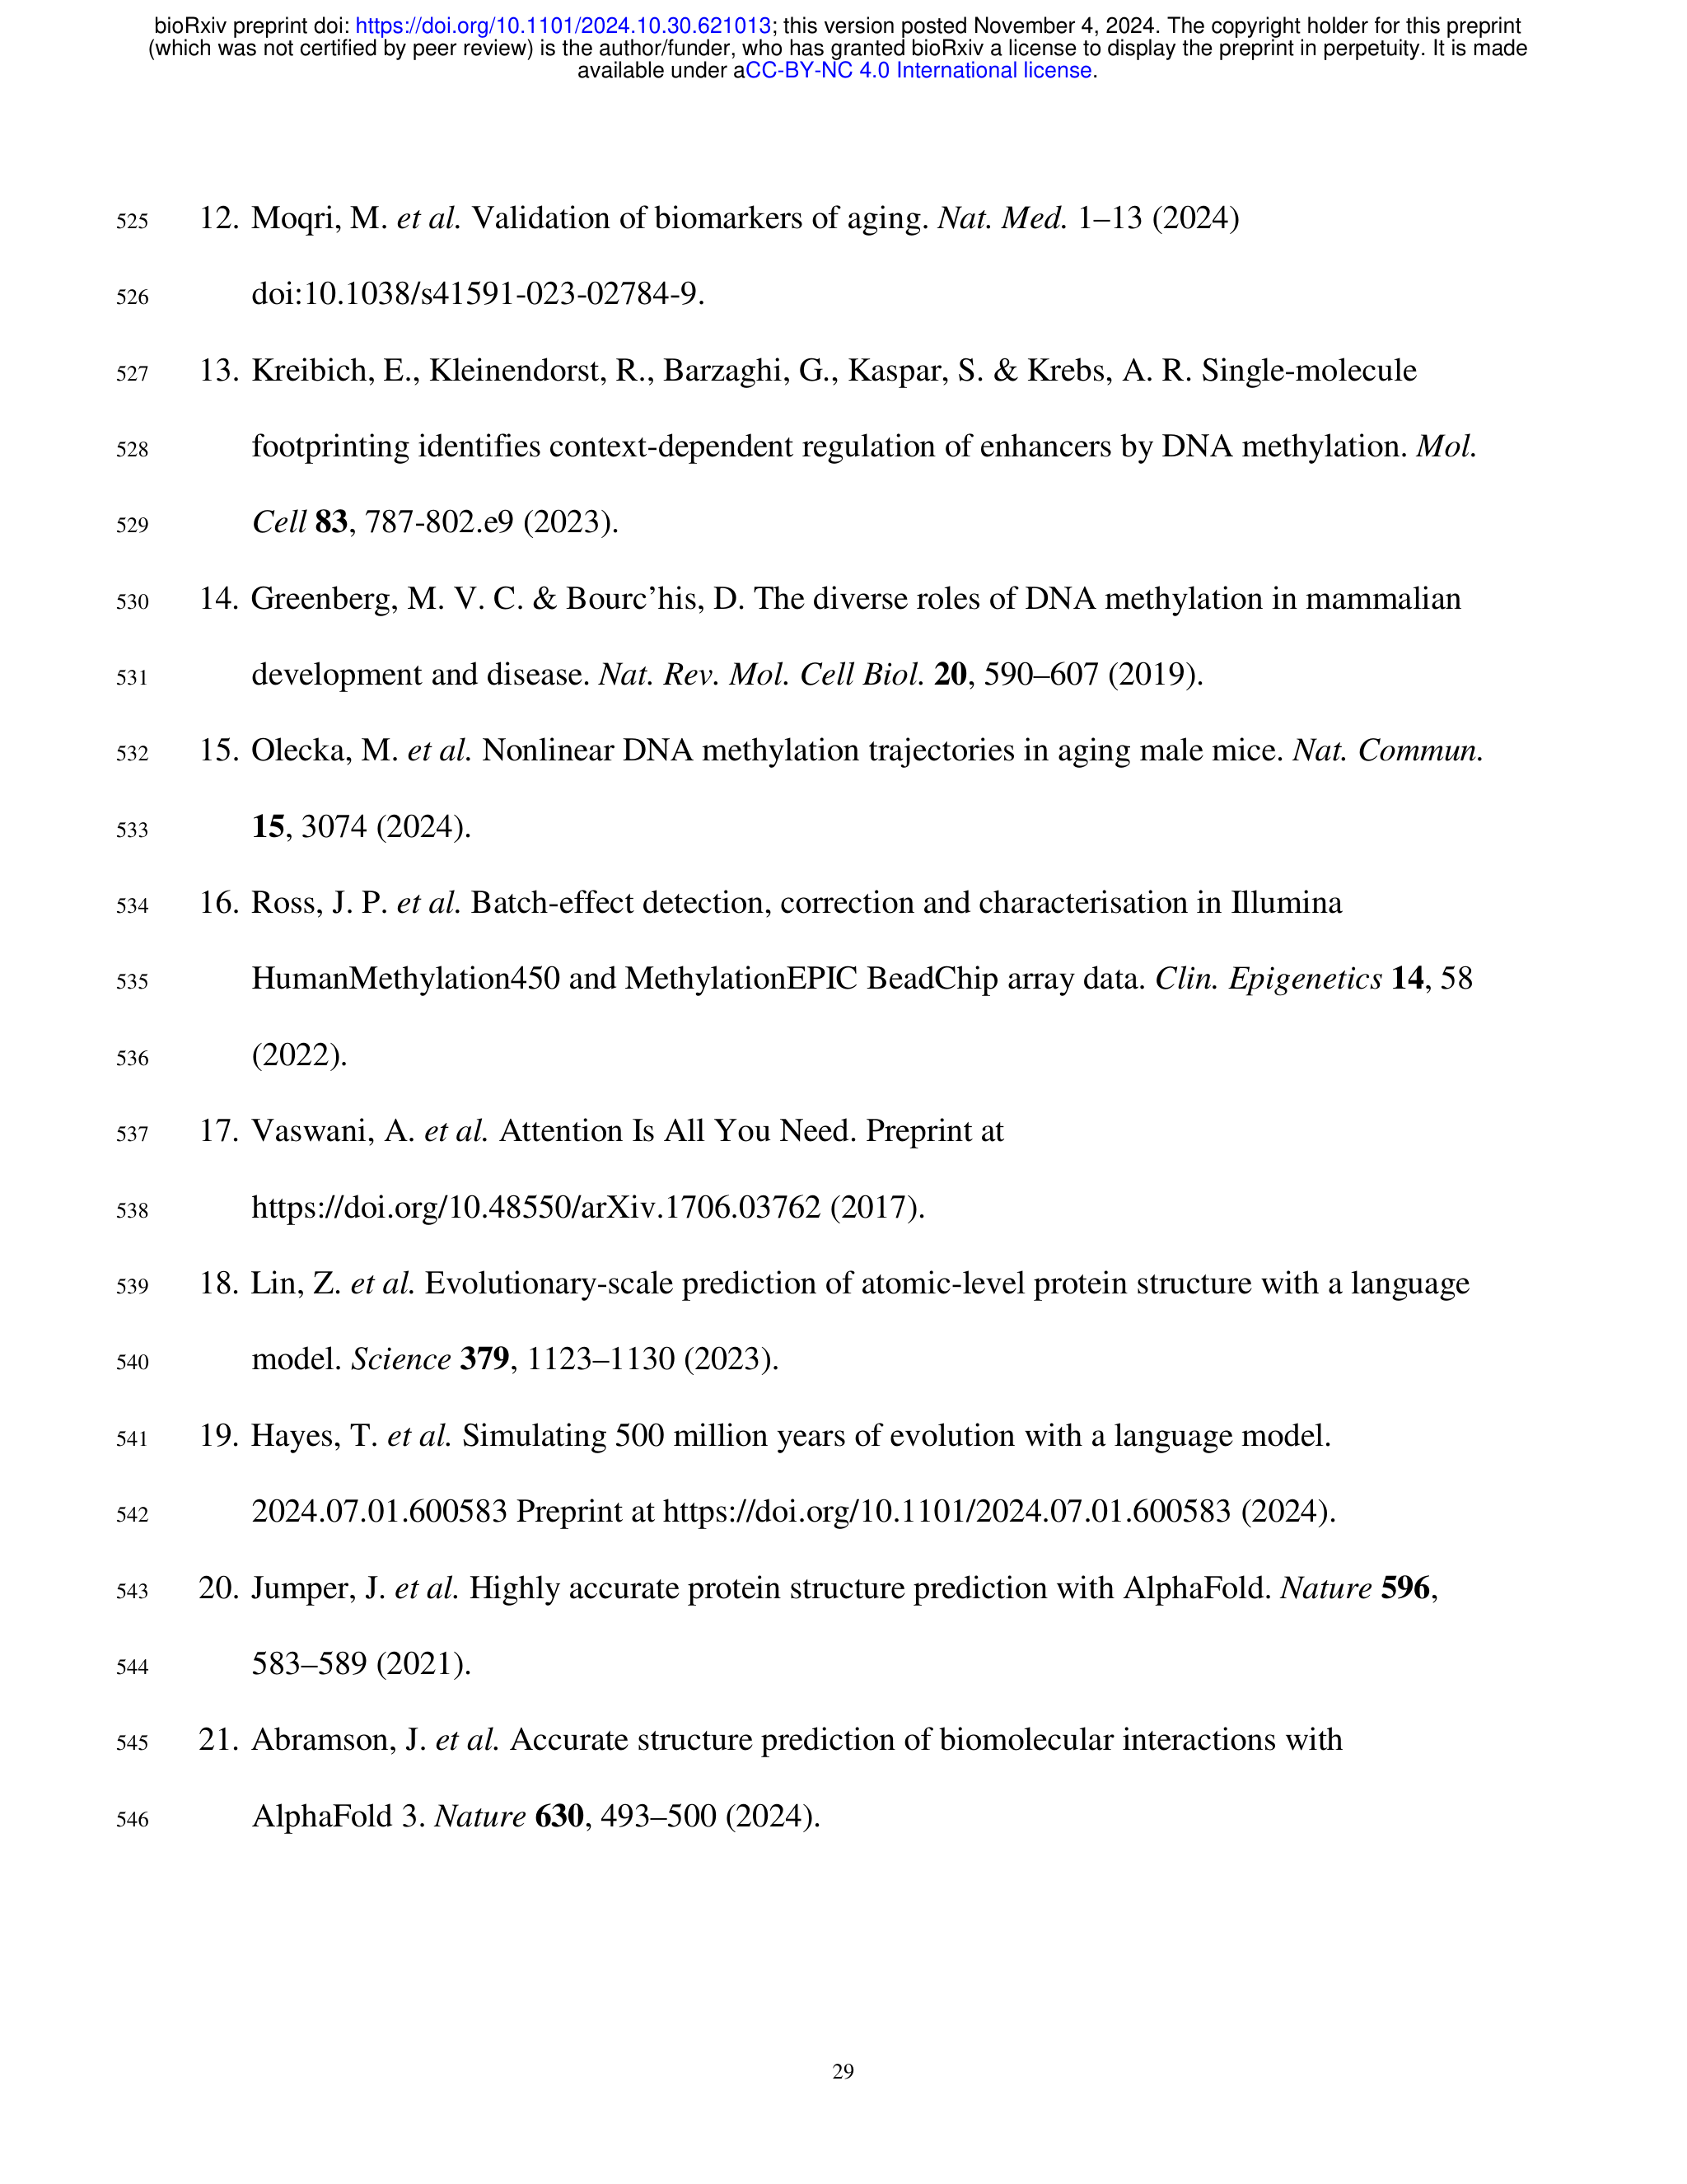 bioRxiv preprint doi: https://doi.org/10.1101/2024.10.30.621013; this version posted November 4, 2024. The copyright holder for this preprint
(which was not certified by peer review) is the author/funder, who has granted bioRxiv a license to display the preprint in perpetuity. It is made
available under aCC-BY-NC 4.0 International license.
525 12. Moqri, M. et al. Validation of biomarkers of aging. Nat. Med. 1–13 (2024)
526 doi:10.1038/s41591-023-02784-9.
527 13. Kreibich, E., Kleinendorst, R., Barzaghi, G., Kaspar, S. & Krebs, A. R. Single-molecule
528 footprinting identifies context-dependent regulation of enhancers by DNA methylation. Mol.
529 Cell 83, 787-802.e9 (2023).
530 14. Greenberg, M. V. C. & Bourc’his, D. The diverse roles of DNA methylation in mammalian
531 development and disease. Nat. Rev. Mol. Cell Biol. 20, 590–607 (2019).
532 15. Olecka, M. et al. Nonlinear DNA methylation trajectories in aging male mice. Nat. Commun.
533 15, 3074 (2024).
534 16. Ross, J. P. et al. Batch-effect detection, correction and characterisation in Illumina
535 HumanMethylation450 and MethylationEPIC BeadChip array data. Clin. Epigenetics 14, 58
536 (2022).
537 17. Vaswani, A. et al. Attention Is All You Need. Preprint at
538 https://doi.org/10.48550/arXiv.1706.03762 (2017).
539 18. Lin, Z. et al. Evolutionary-scale prediction of atomic-level protein structure with a language
540 model. Science 379, 1123–1130 (2023).
541 19. Hayes, T. et al. Simulating 500 million years of evolution with a language model.
542 2024.07.01.600583 Preprint at https://doi.org/10.1101/2024.07.01.600583 (2024).
543 20. Jumper, J. et al. Highly accurate protein structure prediction with AlphaFold. Nature 596,
544 583–589 (2021).
545 21. Abramson, J. et al. Accurate structure prediction of biomolecular interactions with
546 AlphaFold 3. Nature 630, 493–500 (2024).
29